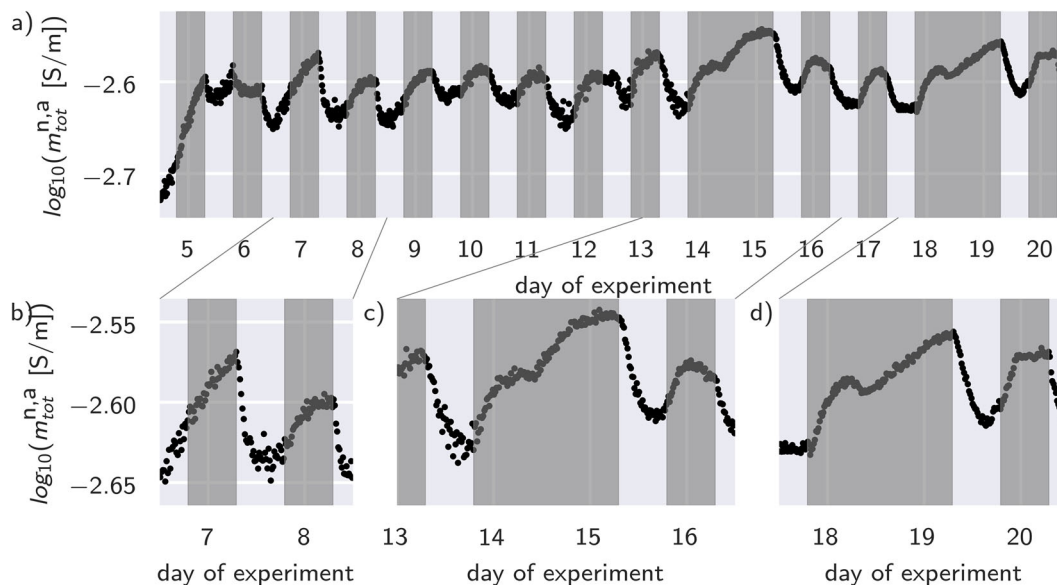 a)
log10(m_tot^n,a [S/m])
−2.6
−2.7
5 6 7 8 9 10 11 12 13 14 15 16 17 18 19 20
day of experiment
b) c) d)
log10(m_tot^n,a [S/m])
−2.55
−2.60
−2.65
7 8 13 14 15 16 18 19 20
day of experiment day of experiment day of experiment